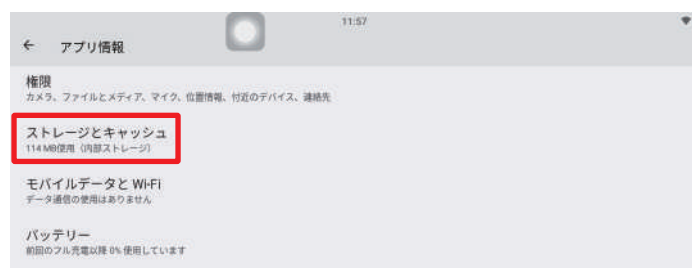 11:57
← アプリ情報
権限
カメラ、ファイルとメディア、マイク、位置情報、付近のデバイス、連絡先
ストレージとキャッシュ
114 MB使用（内部ストレージ）
モバイルデータと Wi-Fi
データ通信の使用はありません
バッテリー
前回のフル充電以降 0% 使用しています